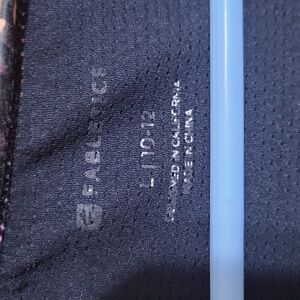 FABLETICS
L | 10-12
DESIGNED IN CALIFORNIA
MADE IN CHINA